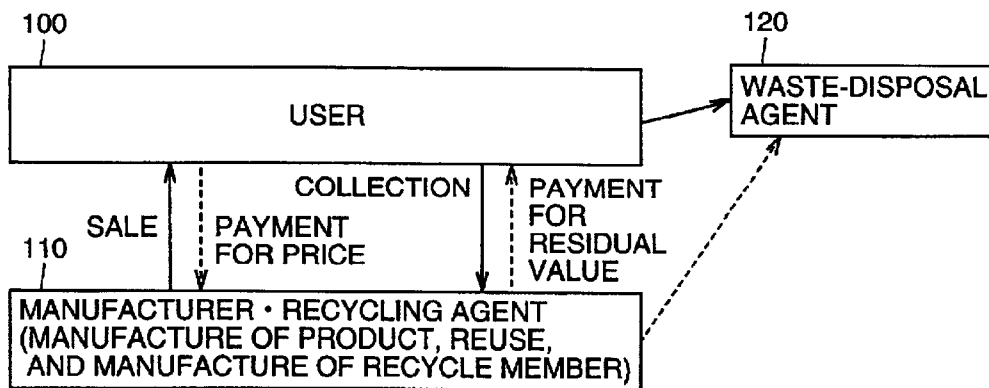 100
120
USER
WASTE-DISPOSAL
AGENT
SALE
PAYMENT
FOR PRICE
COLLECTION
PAYMENT
FOR
RESIDUAL
VALUE
110
MANUFACTURER・RECYCLING AGENT
(MANUFACTURE OF PRODUCT, REUSE,
AND MANUFACTURE OF RECYCLE MEMBER)